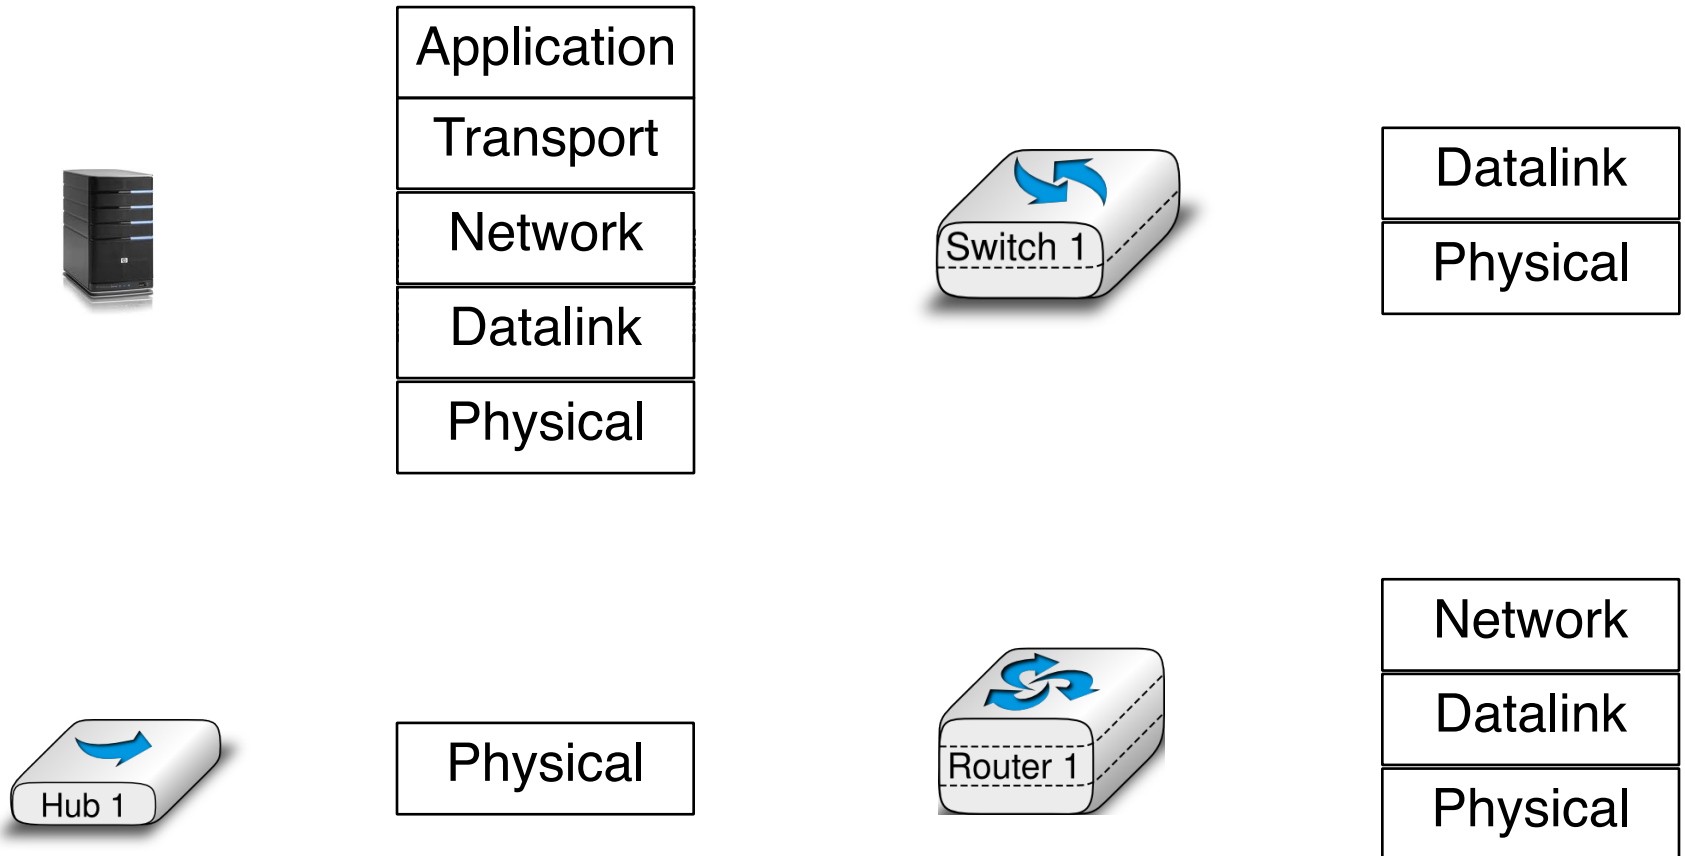 Application
Transport
Network
Datalink
Physical
Switch 1
Datalink
Physical
Hub 1
Physical
Router 1
Network
Datalink
Physical